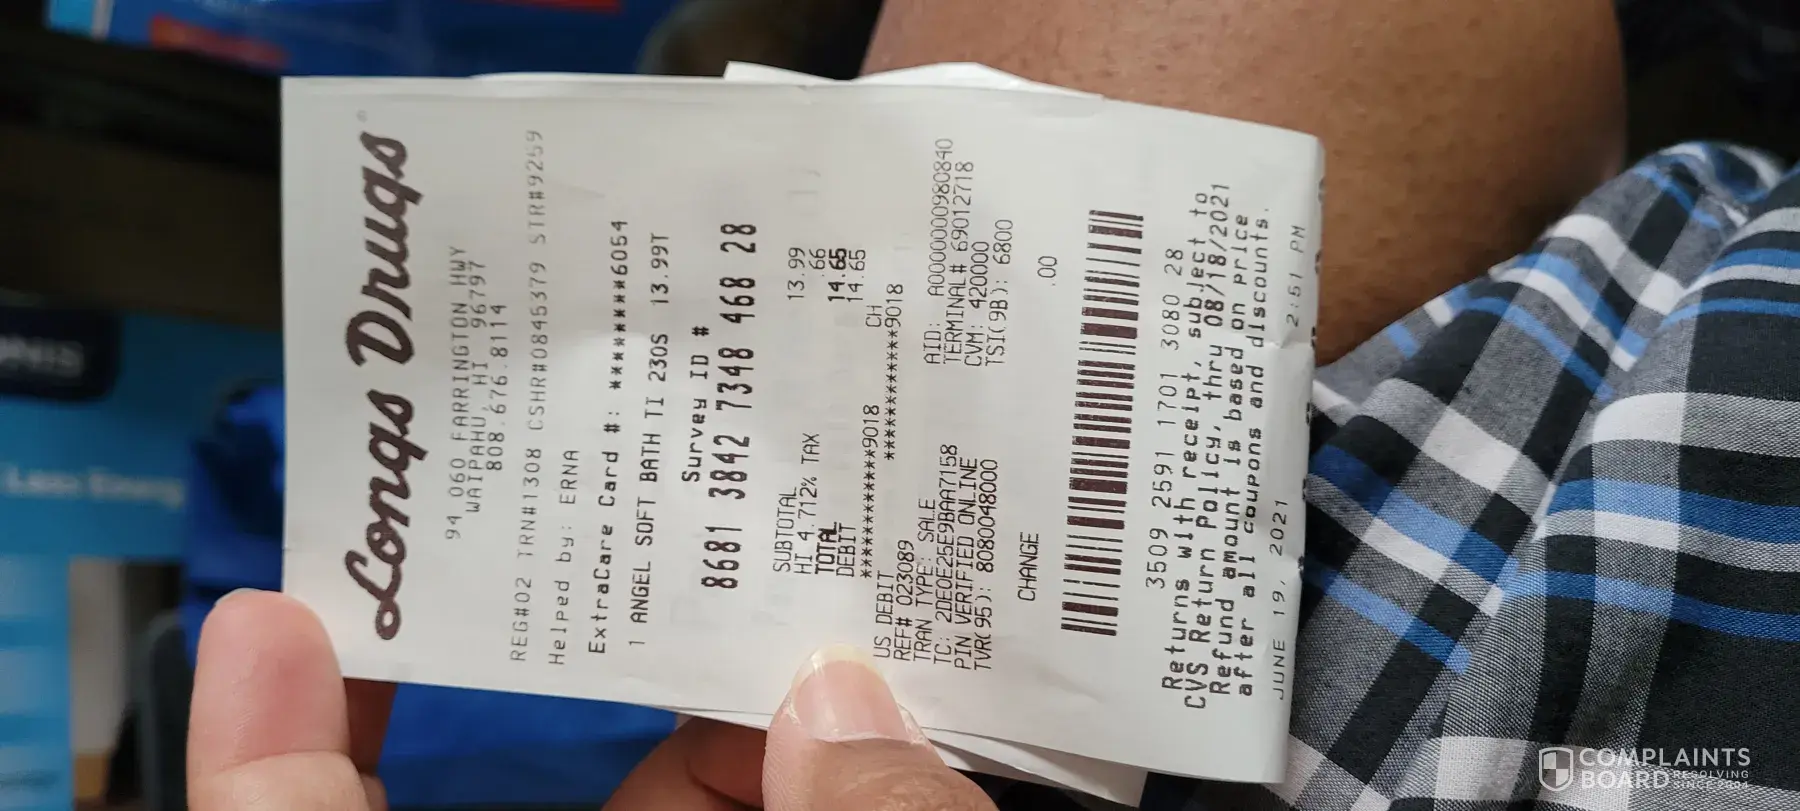 Longs Drugs®
94 060 FARRINGTON HWY
WAIPAHU, HI 96797
808.676.8114
REG#02 TRN#1308 CSHR#0845379 STR#9259
Helped by: ERNA
ExtraCare Card #: ********6054
1 ANGEL SOFT BATH TI 230S 13.99T
Survey ID #
8681 3842 7348 468 28
SUBTOTAL 13.99
HI 4.712% TAX .66
TOTAL 14.65
DEBIT 14.65
************9018 CH
US DEBIT ************9018
REF# 023089
TRAN TYPE: SALE AID: A0000000980840
TC: 2DE0E25E9BAA7158 TERMINAL# 69012718
PIN VERIFIED ONLINE CVM: 420000
TVR(95): 8080048000 TSI(9B): 6800
CHANGE .00
3509 2591 1701 3080 28
Returns with receipt, subject to
CVS Return Policy, thru 08/18/2021
Refund amount is based on price
after all coupons and discounts.
JUNE 19, 2021 2:51 PM
COMPLAINTS
BOARD RESOLVING
SINCE 2004